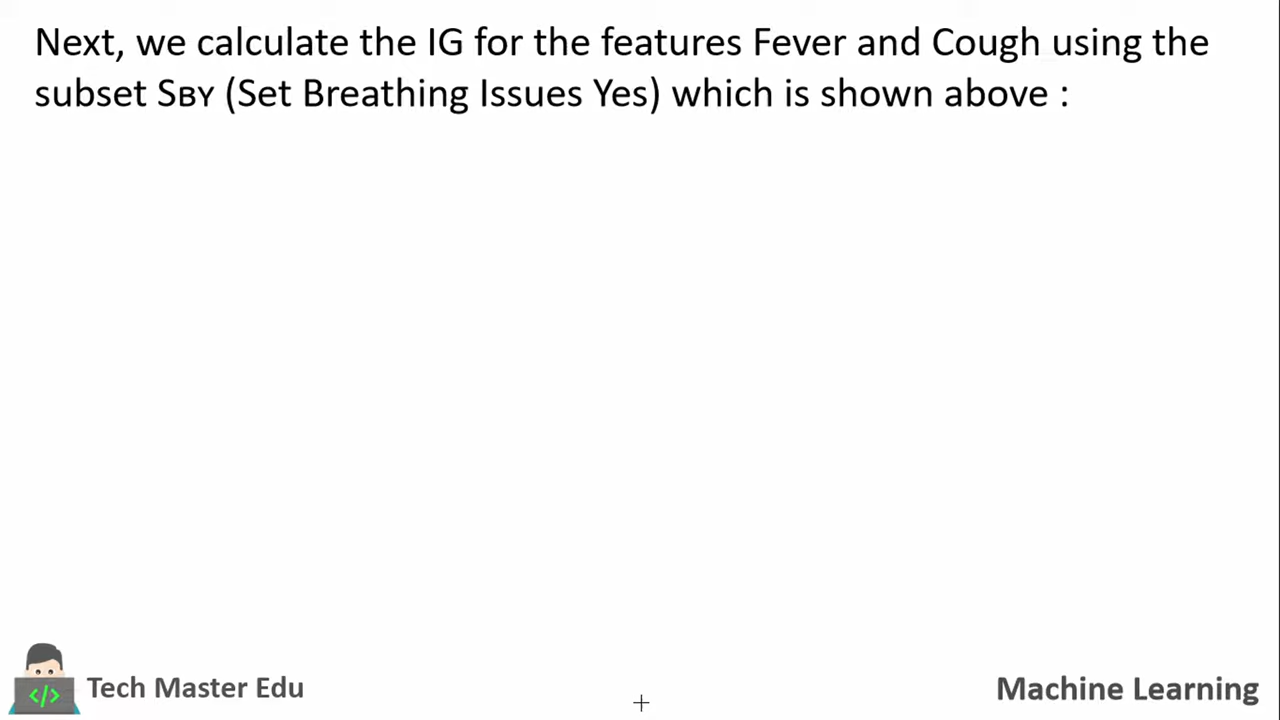 Next, we calculate the IG for the features Fever and Cough using the
subset Sʙʏ (Set Breathing Issues Yes) which is shown above :
</>
Tech Master Edu
Machine Learning